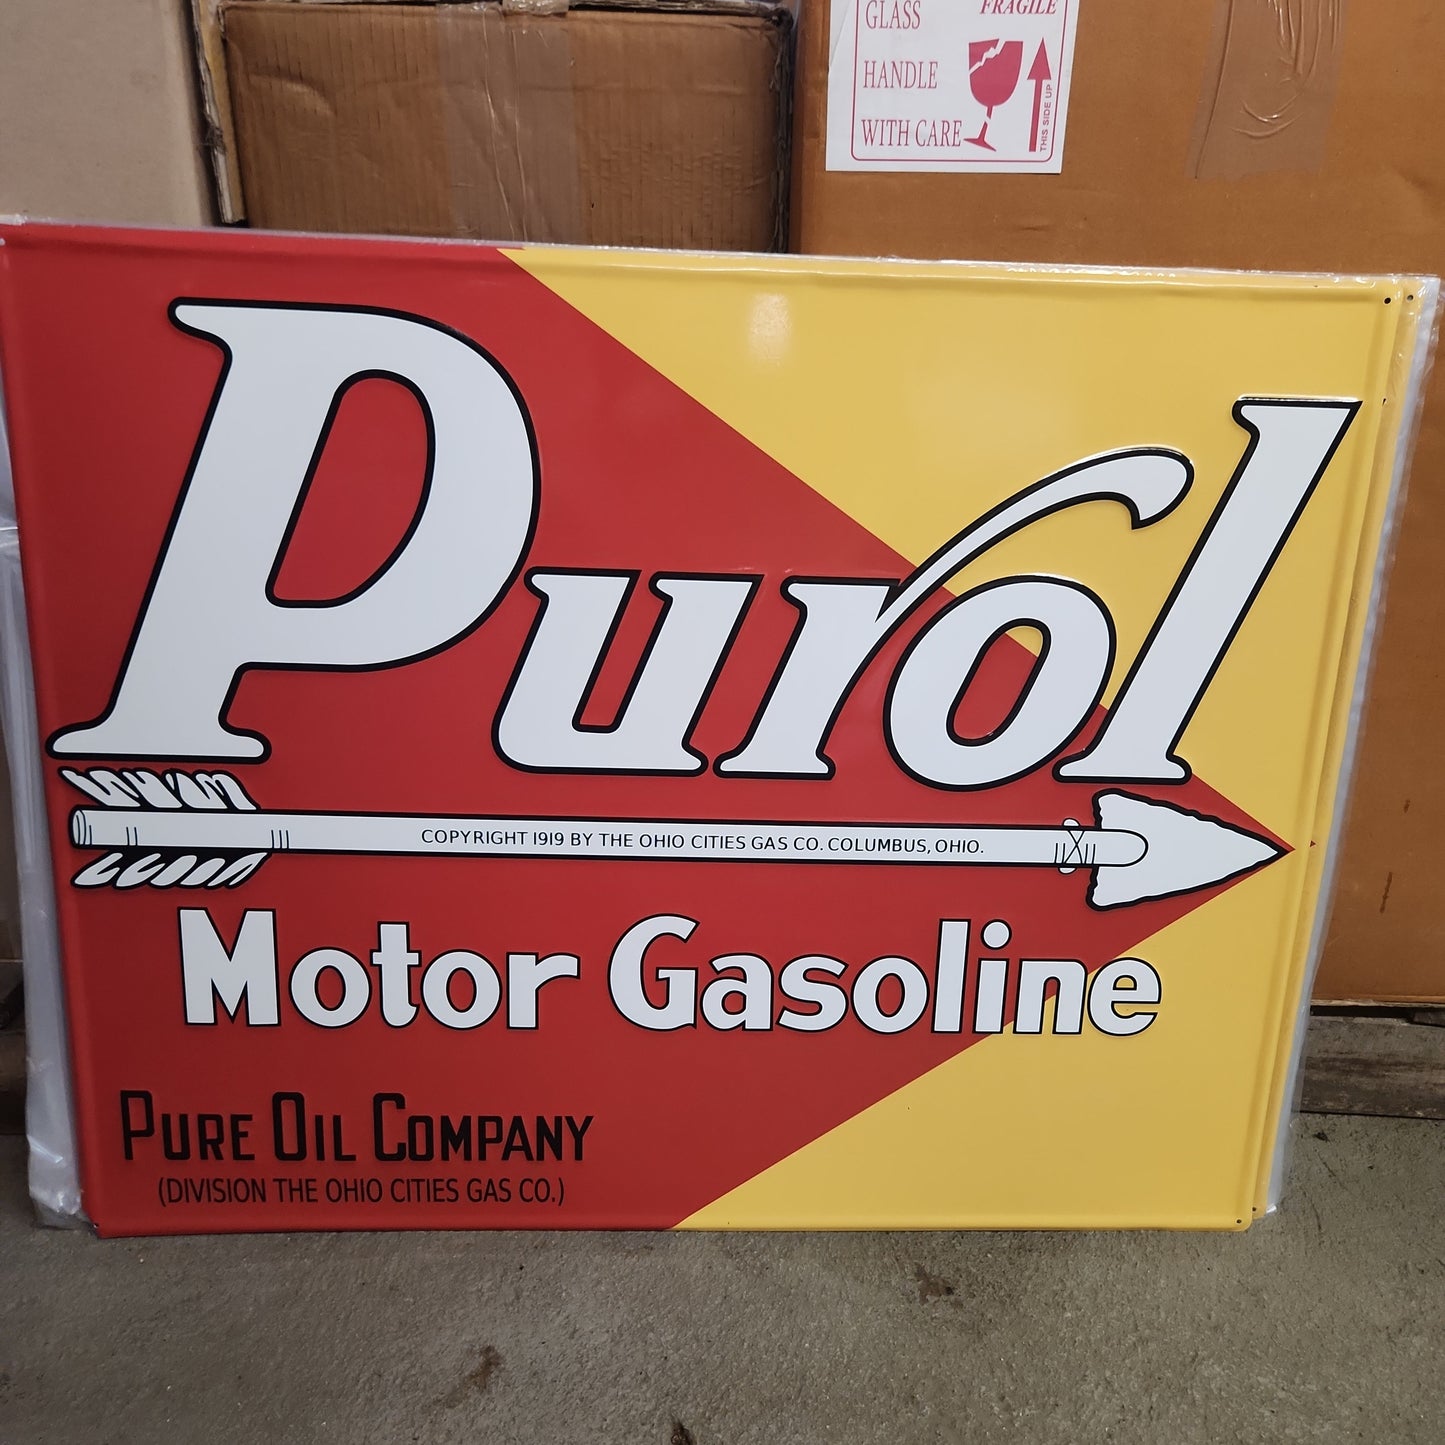 GLASS
FRAGILE
HANDLE
WITH CARE
THIS SIDE UP
Purol
COPYRIGHT 1919 BY THE OHIO CITIES GAS CO. COLUMBUS, OHIO.
Motor Gasoline
PURE OIL COMPANY
(DIVISION THE OHIO CITIES GAS CO.)